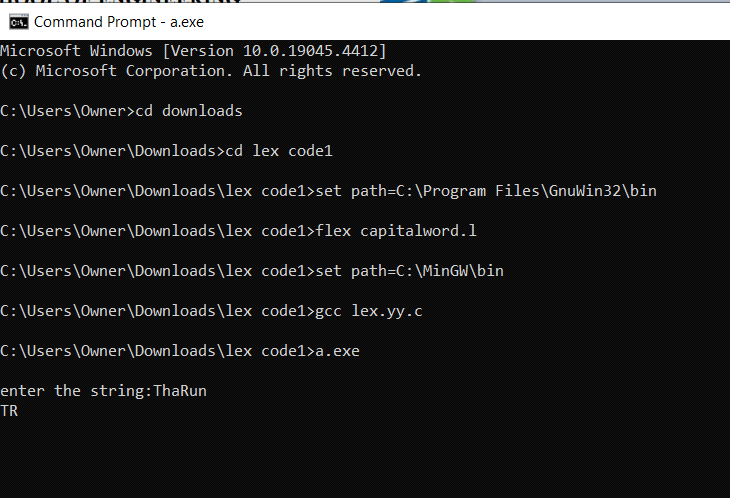 Command Prompt - a.exe
Microsoft Windows [Version 10.0.19045.4412]
(c) Microsoft Corporation. All rights reserved.
C:\Users\Owner>cd downloads
C:\Users\Owner\Downloads>cd lex code1
C:\Users\Owner\Downloads\lex code1>set path=C:\Program Files\GnuWin32\bin
C:\Users\Owner\Downloads\lex code1>flex capitalword.l
C:\Users\Owner\Downloads\lex code1>set path=C:\MinGW\bin
C:\Users\Owner\Downloads\lex code1>gcc lex.yy.c
C:\Users\Owner\Downloads\lex code1>a.exe
enter the string:ThaRun
TR